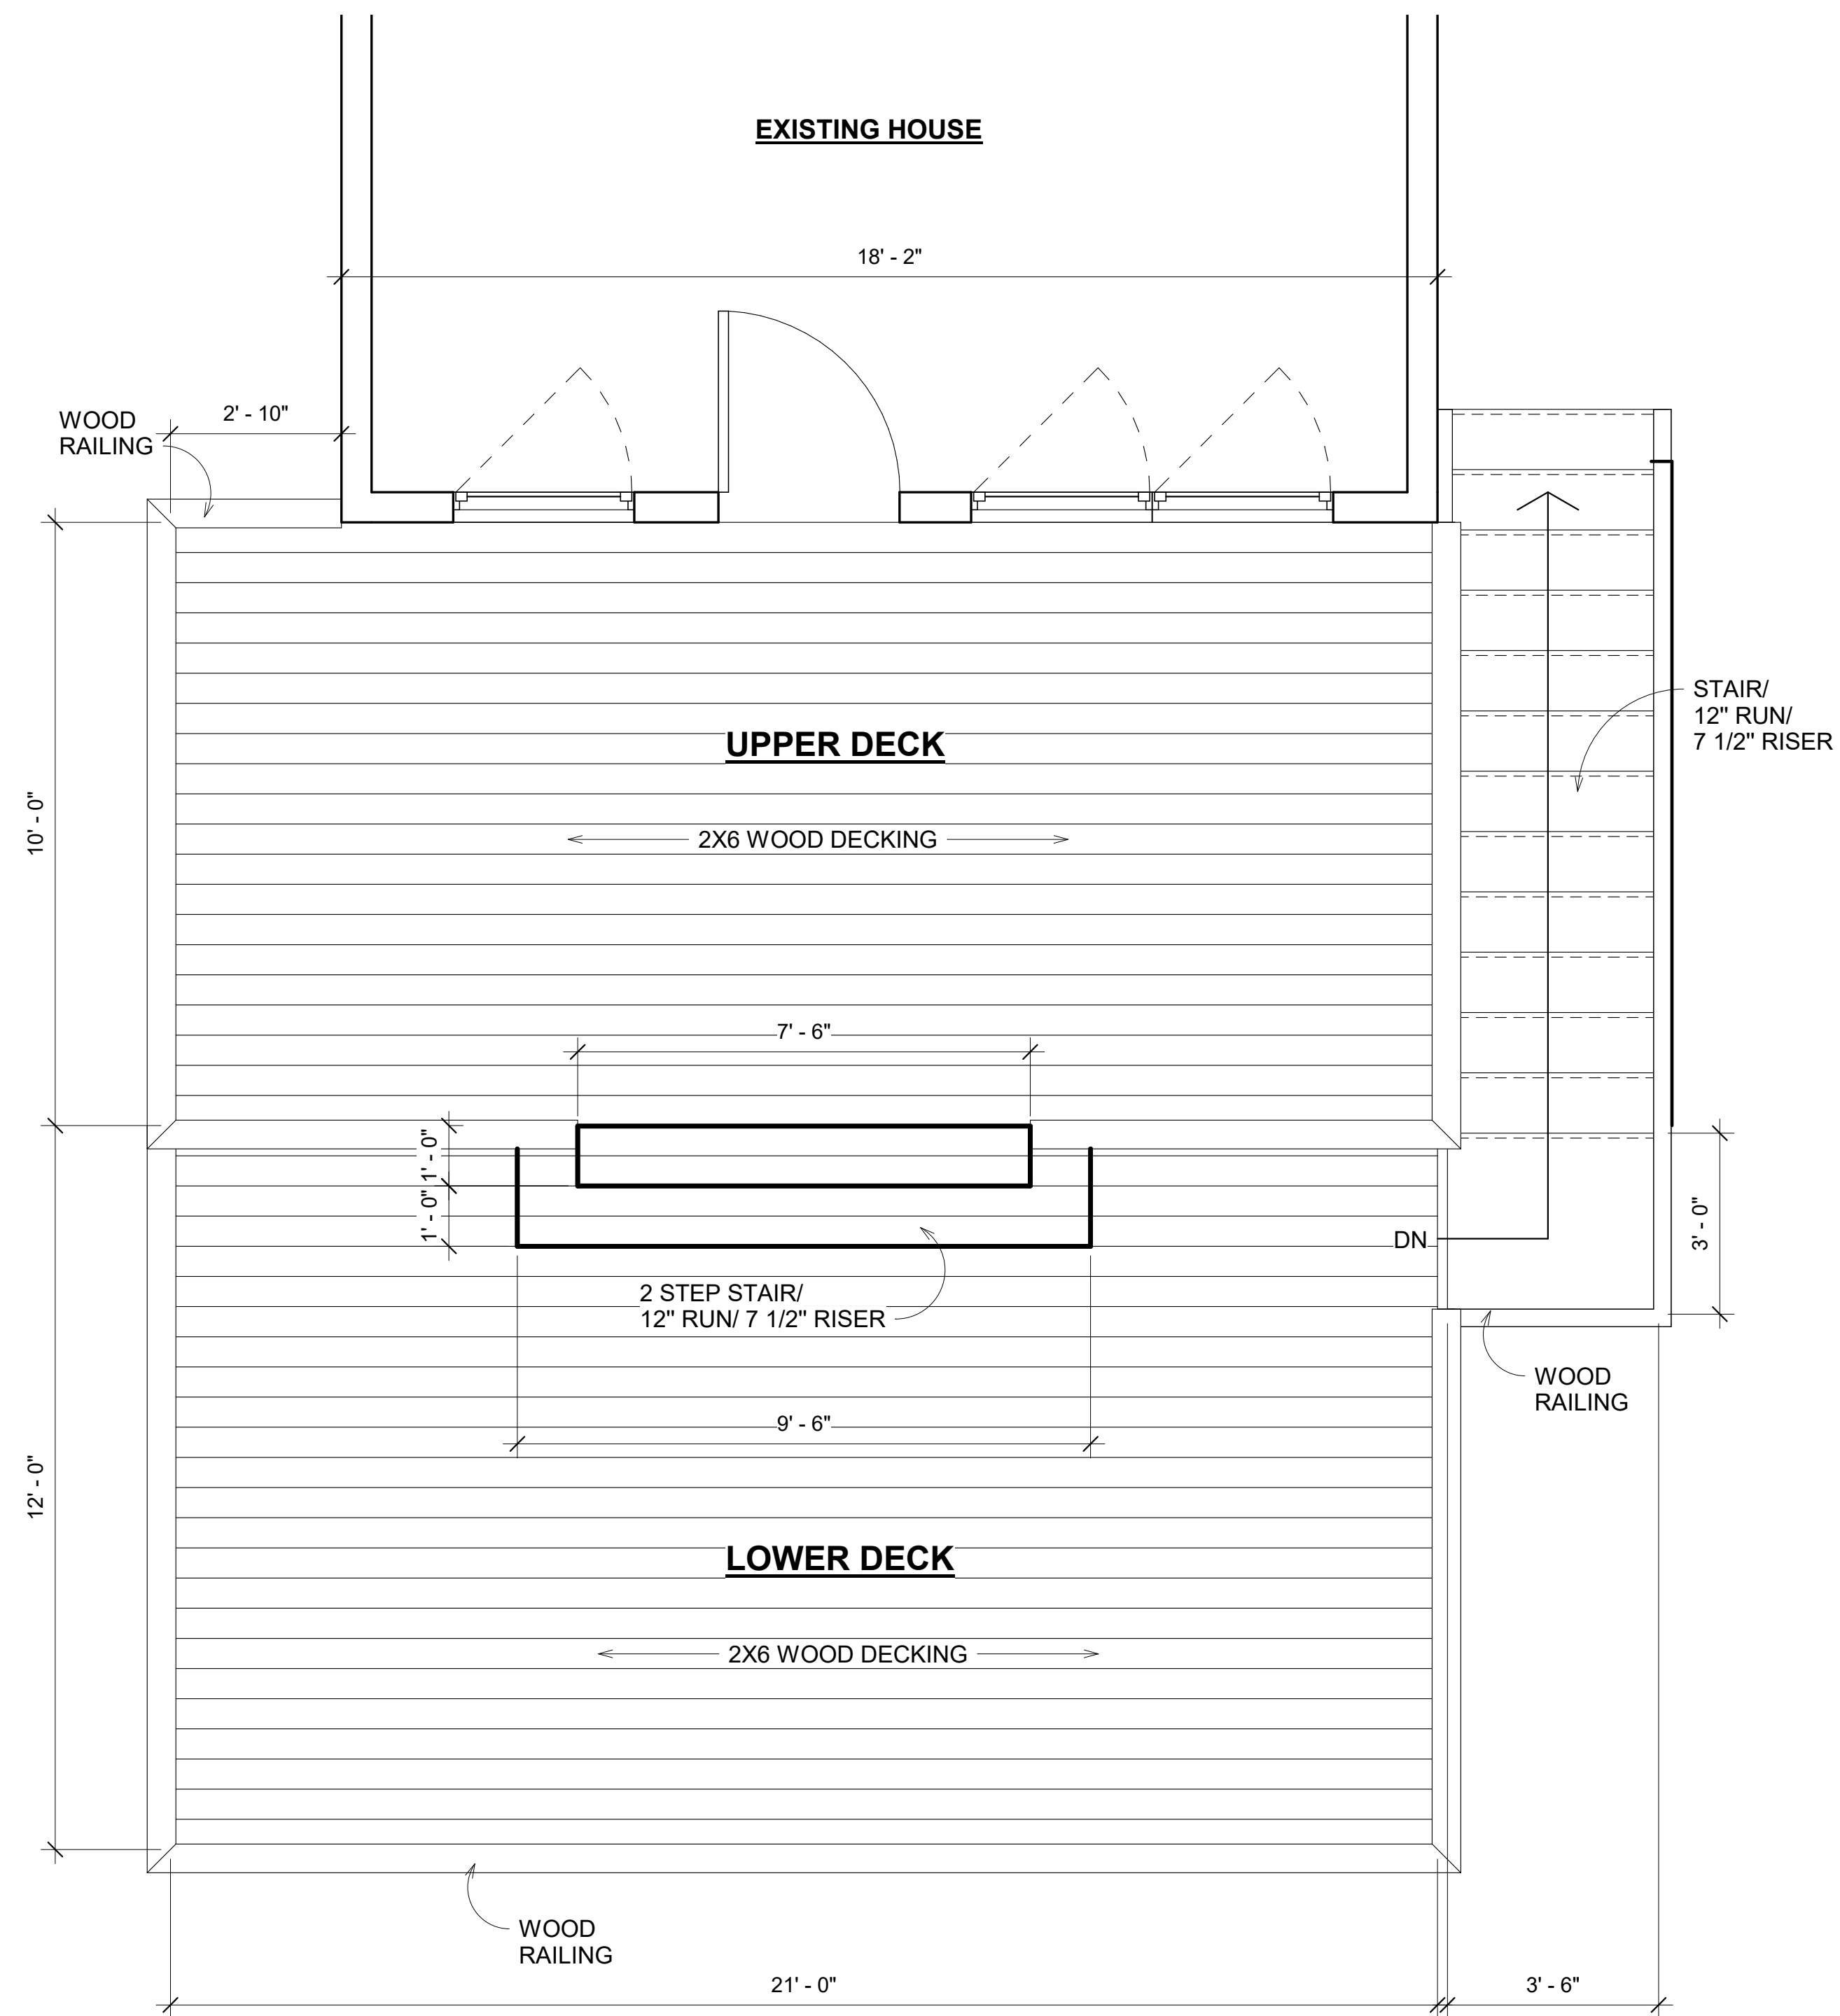 EXISTING HOUSE
18' - 2"
WOOD
RAILING
2' - 10"
STAIR/
12" RUN/
7 1/2" RISER
UPPER DECK
10' - 0"
2X6 WOOD DECKING
7' - 6"
1' - 0"
1' - 0"
3' - 0"
DN
2 STEP STAIR/
12" RUN/ 7 1/2" RISER
WOOD
RAILING
9' - 6"
12' - 0"
LOWER DECK
2X6 WOOD DECKING
WOOD
RAILING
21' - 0"
3' - 6"